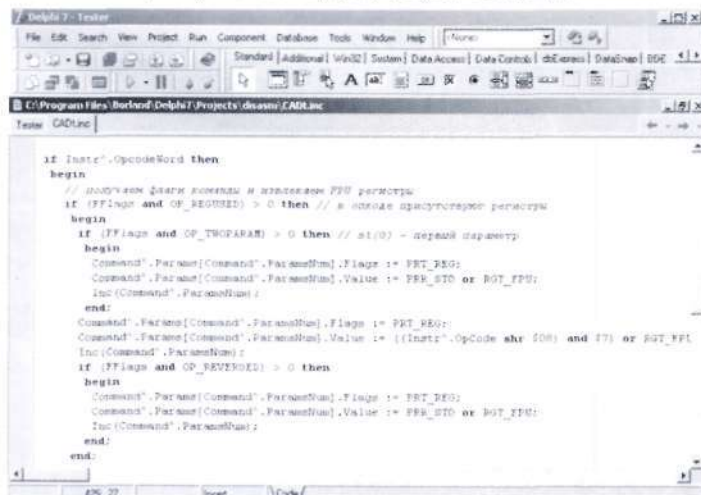 Delphi 7 - Tester
File Edit Search View Project Run Component Database Tools Window Help <None>
Standard Additional Win32 System Data Access Data Controls dbExpress DataSnap BDE
C:\Program Files\Borland\Delphi7\Projects\disasm\CADt.inc
Tester CADt.inc
if Instr^.OpcodeWord then
begin
// получаем флаги команды и извлекаем FPU регистры
if (FFlags and OP_REGUSED) > 0 then // в опкоде присутствуют регистры
begin
if (FFlags and OP_TWOPARAM) > 0 then // st(0) - первый параметр
begin
Command^.Params[Command^.ParamsNum].Flags := PRT_REG;
Command^.Params[Command^.ParamsNum].Value := PRR_ST0 or RGT_FPU;
Inc(Command^.ParamsNum);
end;
Command^.Params[Command^.ParamsNum].Flags := PRT_REG;
Command^.Params[Command^.ParamsNum].Value := ((Instr^.OpCode shr $08) and $7) or RGT_FPU
Inc(Command^.ParamsNum);
if (FFlags and OP_REVERSED) > 0 then
begin
Command^.Params[Command^.ParamsNum].Flags := PRT_REG;
Command^.Params[Command^.ParamsNum].Value := PRR_ST0 or RGT_FPU;
Inc(Command^.ParamsNum);
end;
end;
Insert Code